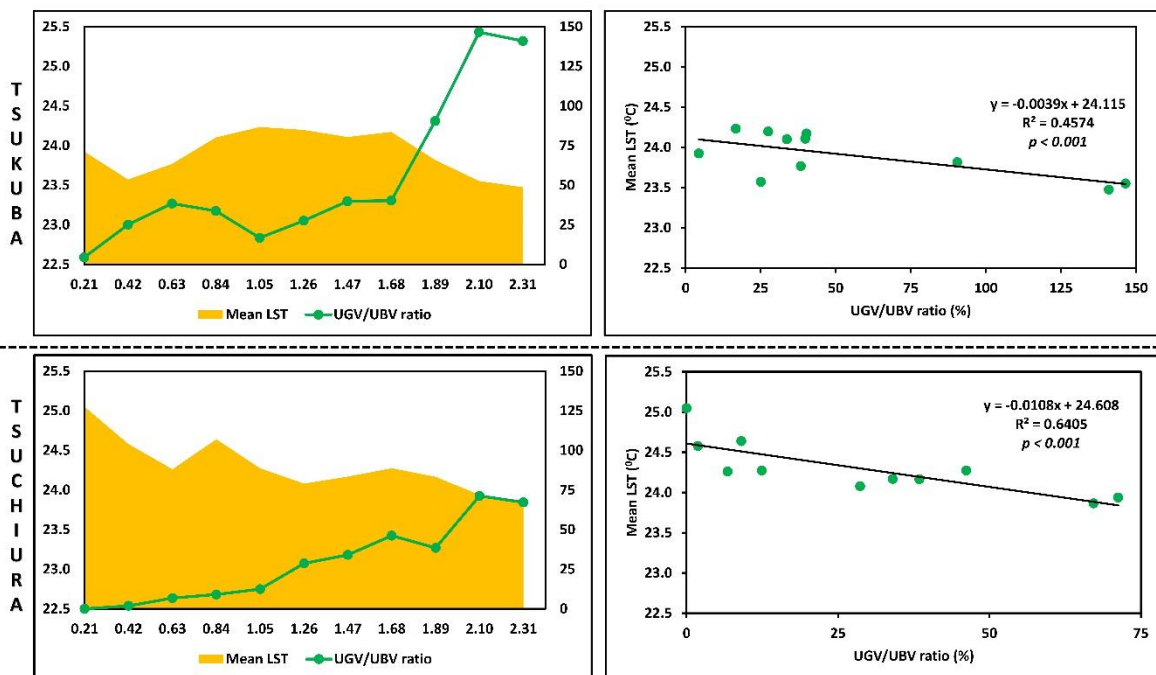 TSUKUBA
25.5
25.0
24.5
24.0
23.5
23.0
22.5
150
125
100
75
50
25
0
0.21 0.42 0.63 0.84 1.05 1.26 1.47 1.68 1.89 2.10 2.31
Mean LST UGV/UBV ratio
Mean LST (⁰C)
25.5
25.0
24.5
24.0
23.5
23.0
22.5
y = -0.0039x + 24.115
R² = 0.4574
p < 0.001
0 25 50 75 100 125 150
UGV/UBV ratio (%)
TSUCHIURA
25.5
25.0
24.5
24.0
23.5
23.0
22.5
150
125
100
75
50
25
0
0.21 0.42 0.63 0.84 1.05 1.26 1.47 1.68 1.89 2.10 2.31
Mean LST UGV/UBV ratio
Mean LST (⁰C)
25.5
25.0
24.5
24.0
23.5
23.0
22.5
y = -0.0108x + 24.608
R² = 0.6405
p < 0.001
0 25 50 75
UGV/UBV ratio (%)